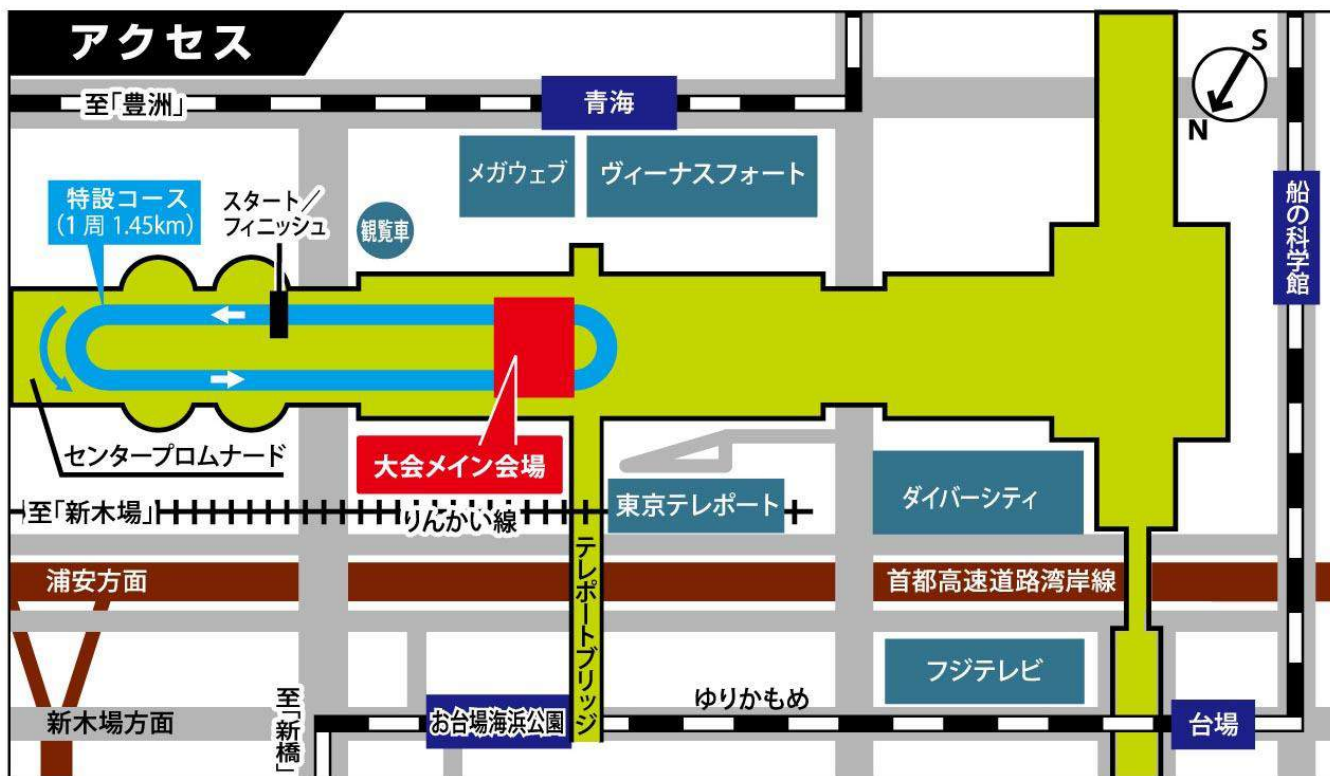 アクセス
S
N
至「豊洲」
青海
メガウェブ
ヴィーナスフォート
特設コース
(1周 1.45km)
スタート／
フィニッシュ
観覧車
船の科学館
センタープロムナード
大会メイン会場
至「新木場」
りんかい線
東京テレポート
ダイバーシティ
テレポートブリッジ
浦安方面
首都高速道路湾岸線
フジテレビ
新木場方面
至「新橋」
お台場海浜公園
ゆりかもめ
台場